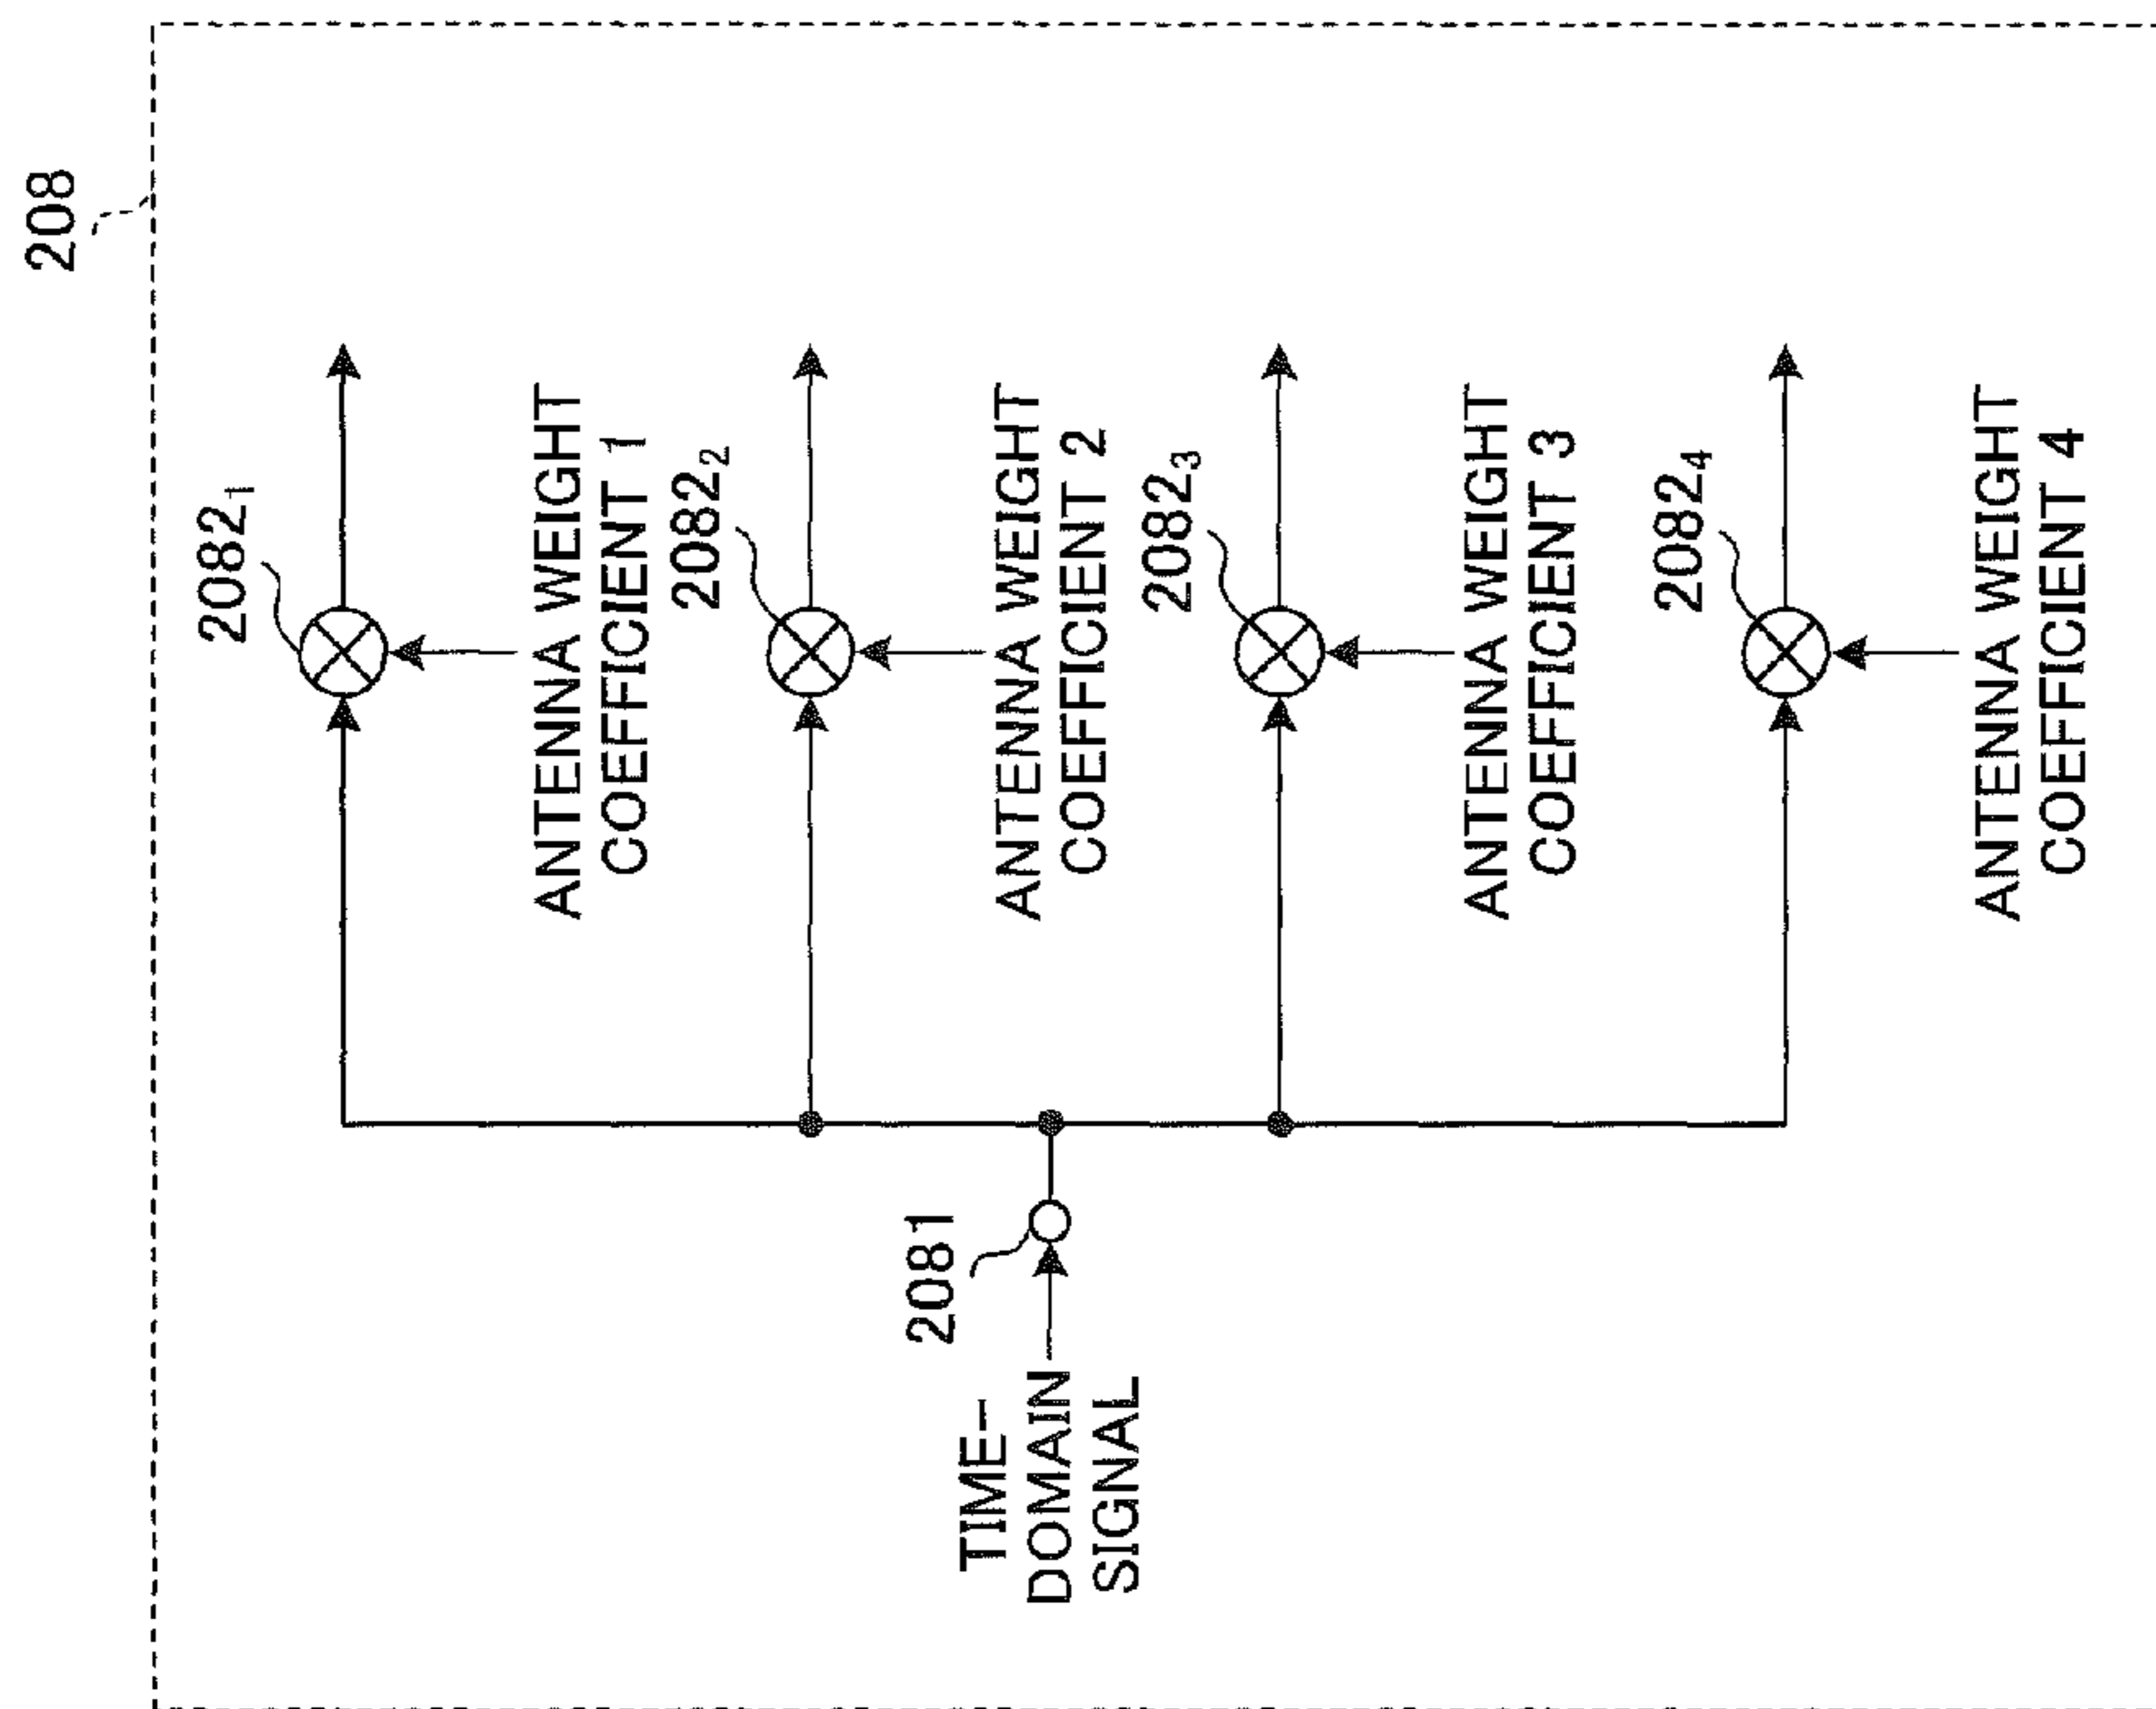 208
2082₁
ANTENNA WEIGHT
COEFFICIENT 1
2082₂
ANTENNA WEIGHT
COEFFICIENT 2
2081
TIME-
DOMAIN
SIGNAL
2082₃
ANTENNA WEIGHT
COEFFICIENT 3
2082₄
ANTENNA WEIGHT
COEFFICIENT 4